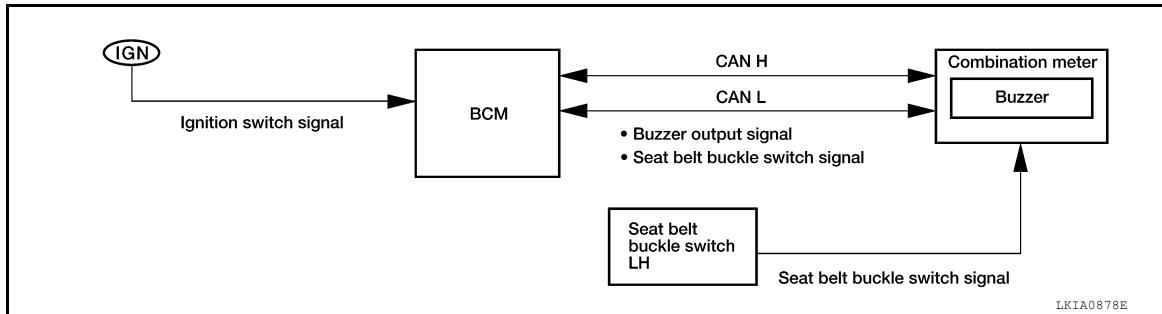 IGN
Ignition switch signal
BCM
CAN H
CAN L
• Buzzer output signal
• Seat belt buckle switch signal
Combination meter
Buzzer
Seat belt
buckle switch
LH
Seat belt buckle switch signal
LKIA0878E